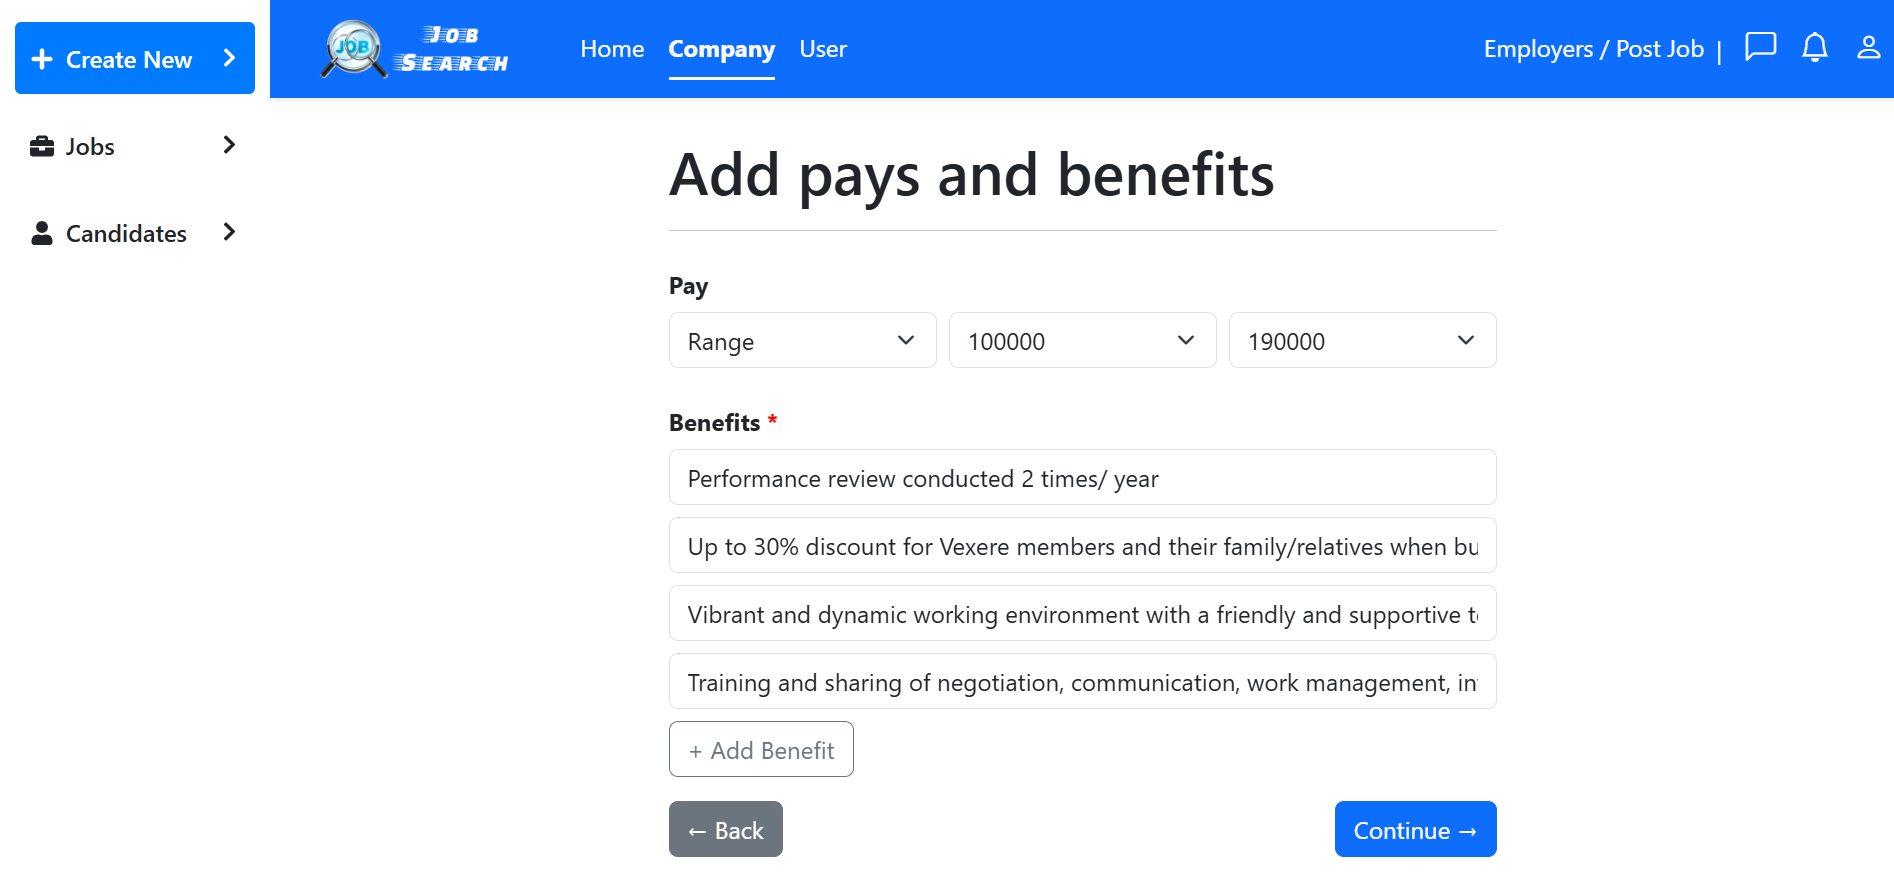 Create New
Jobs
Candidates
JOB
JOB
SEARCH
Home Company User
Employers / Post Job |
Add pays and benefits
Pay
Range 100000 190000
Benefits *
Performance review conducted 2 times/ year
Up to 30% discount for Vexere members and their family/relatives when bu
Vibrant and dynamic working environment with a friendly and supportive
Training and sharing of negotiation, communication, work management,
+ Add Benefit
← Back
Continue →